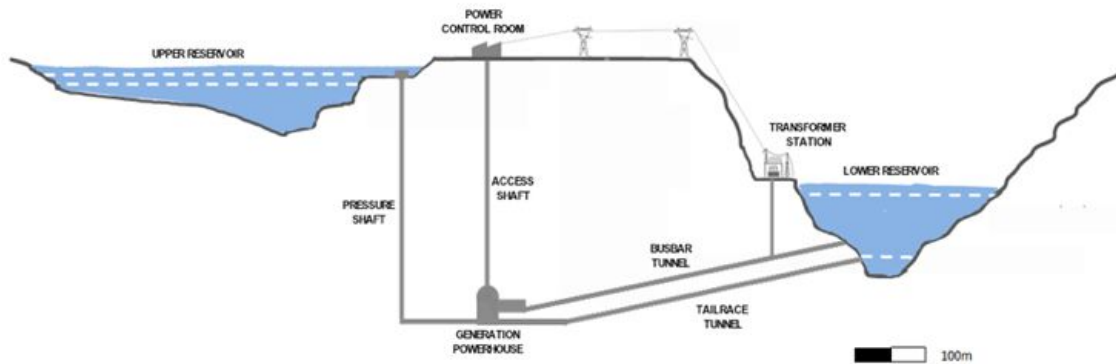 POWER
CONTROL ROOM
UPPER RESERVOIR
TRANSFORMER
STATION
LOWER RESERVOIR
ACCESS
SHAFT
PRESSURE
SHAFT
BUSBAR
TUNNEL
TAILRACE
TUNNEL
GENERATION
POWERHOUSE
100m